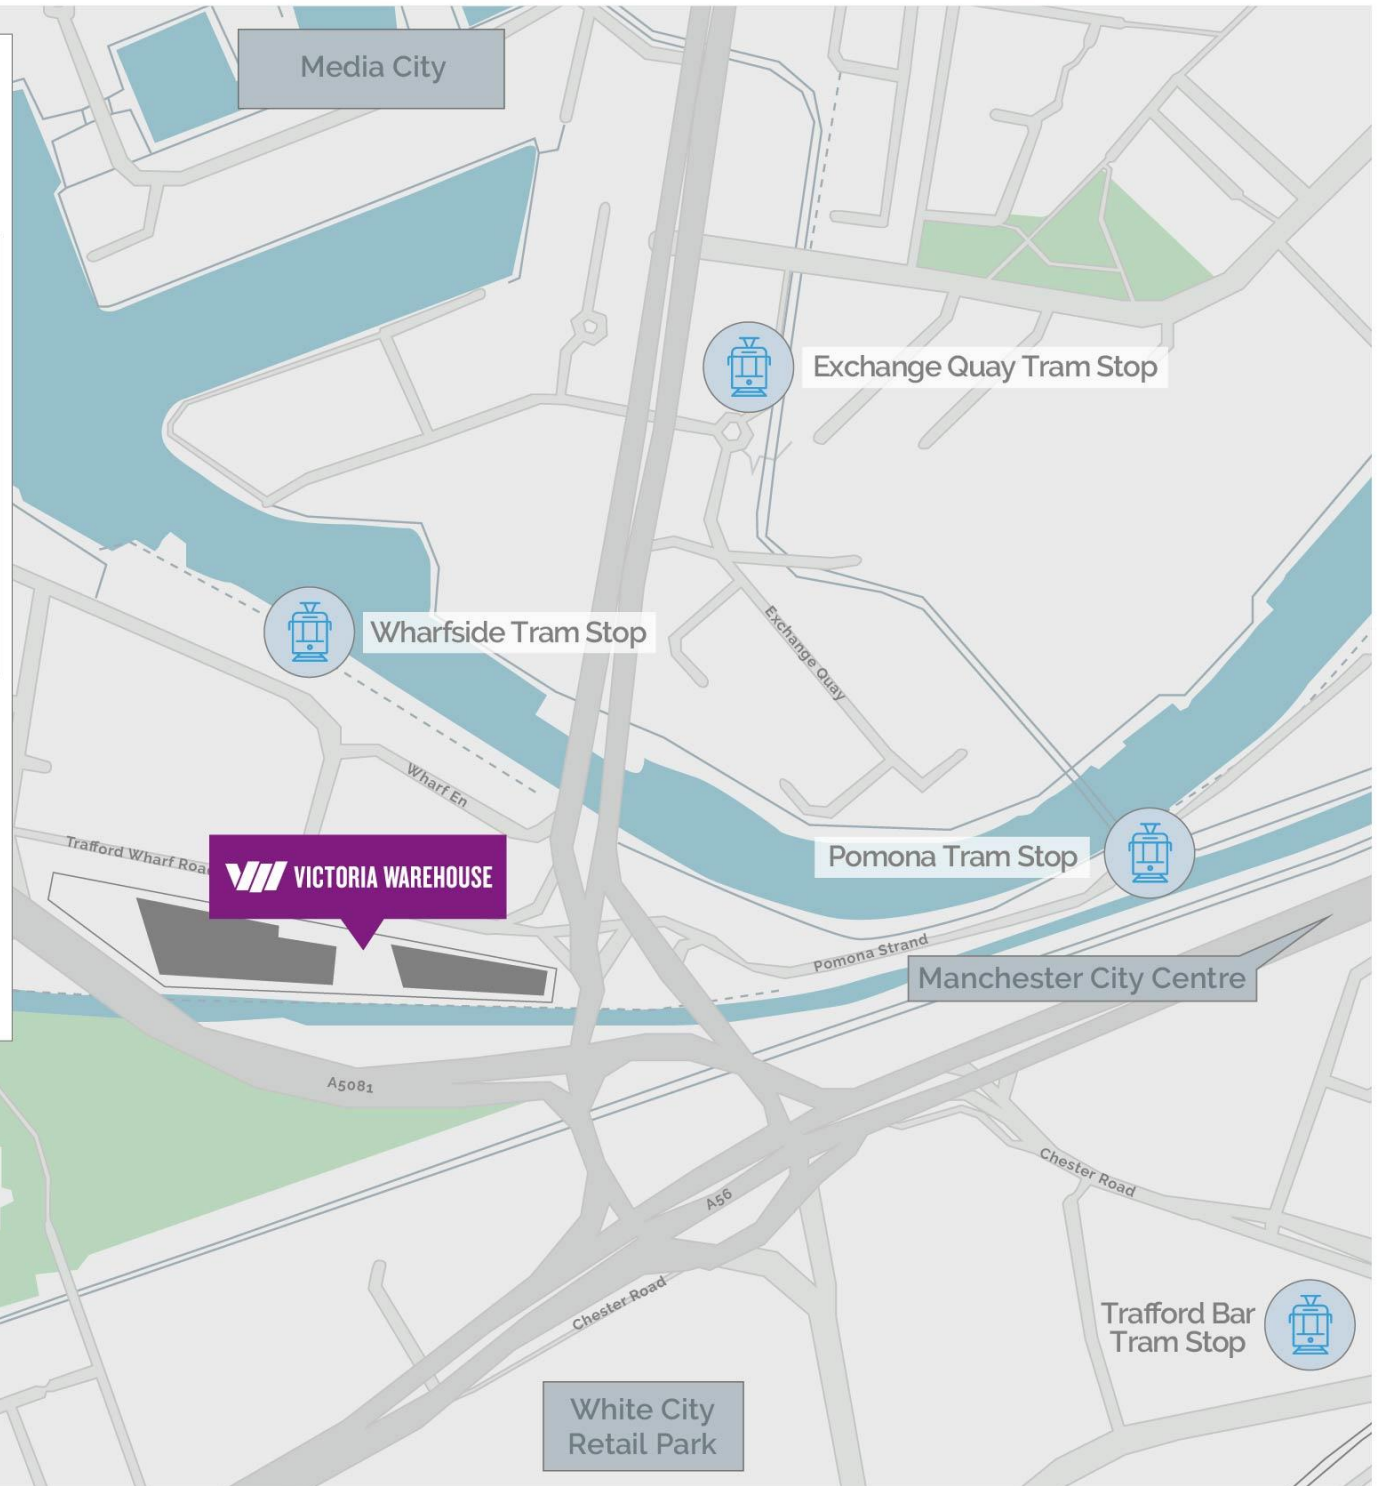 Media City
Exchange Quay Tram Stop
Wharfside Tram Stop
Exchange Quay
Wharf En
Trafford Wharf Roa
VICTORIA WAREHOUSE
Pomona Tram Stop
Pomona Strand
Manchester City Centre
A5081
Chester Road
A56
Chester Road
Trafford Bar
Tram Stop
White City
Retail Park